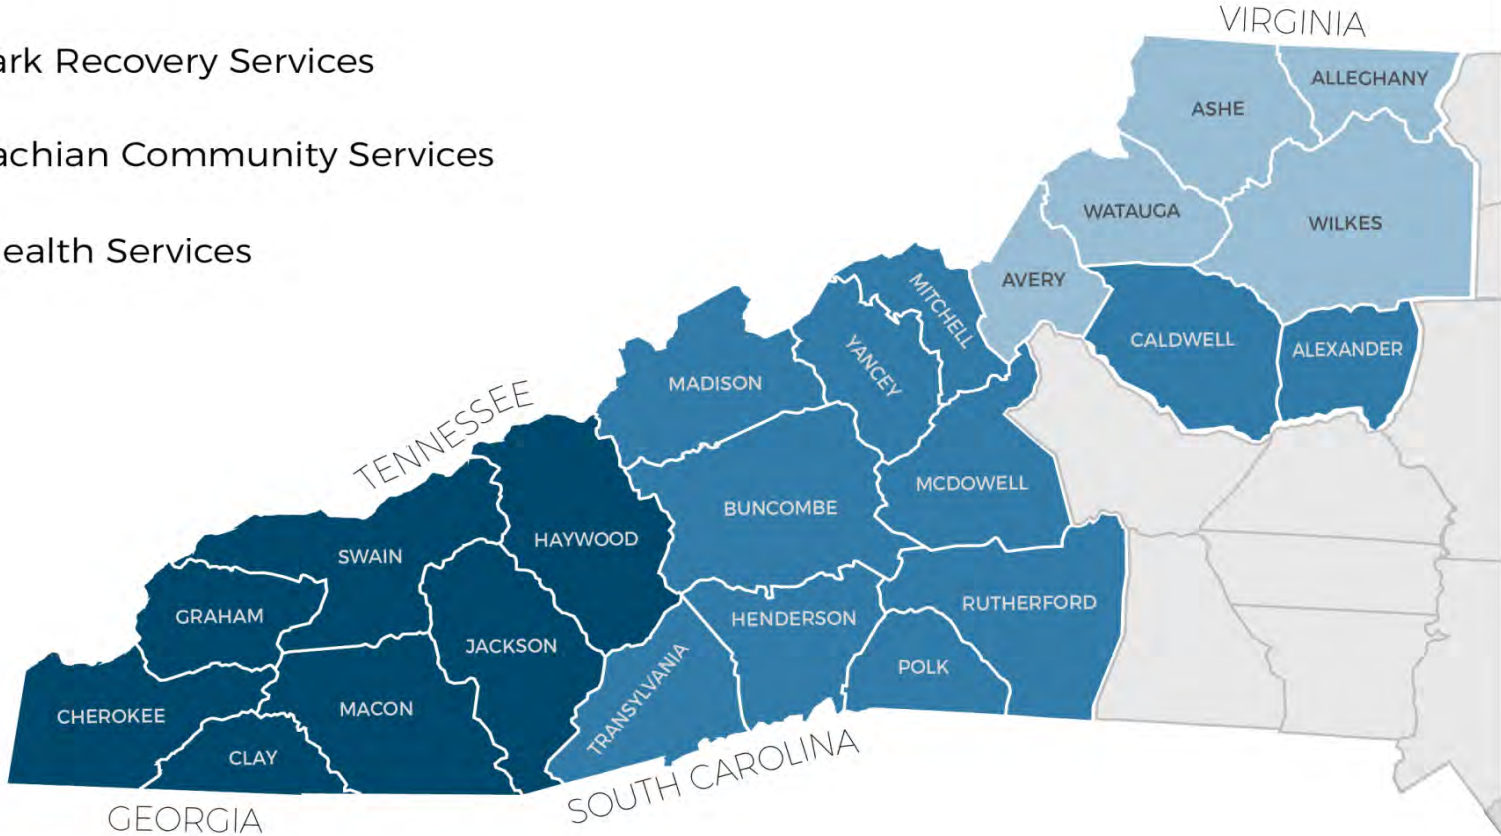 VIRGINIA
ark Recovery Services
ALLEGHANY
ASHE
achian Community Services
WATAUGA
WILKES
ealth Services
AVERY
MITCHELL
CALDWELL
ALEXANDER
YANCEY
MADISON
TENNESSEE
MCDOWELL
BUNCOMBE
HAYWOOD
SWAIN
RUTHERFORD
GRAHAM
HENDERSON
JACKSON
POLK
TRANSYLVANIA
MACON
CHEROKEE
CLAY
SOUTH CAROLINA
GEORGIA